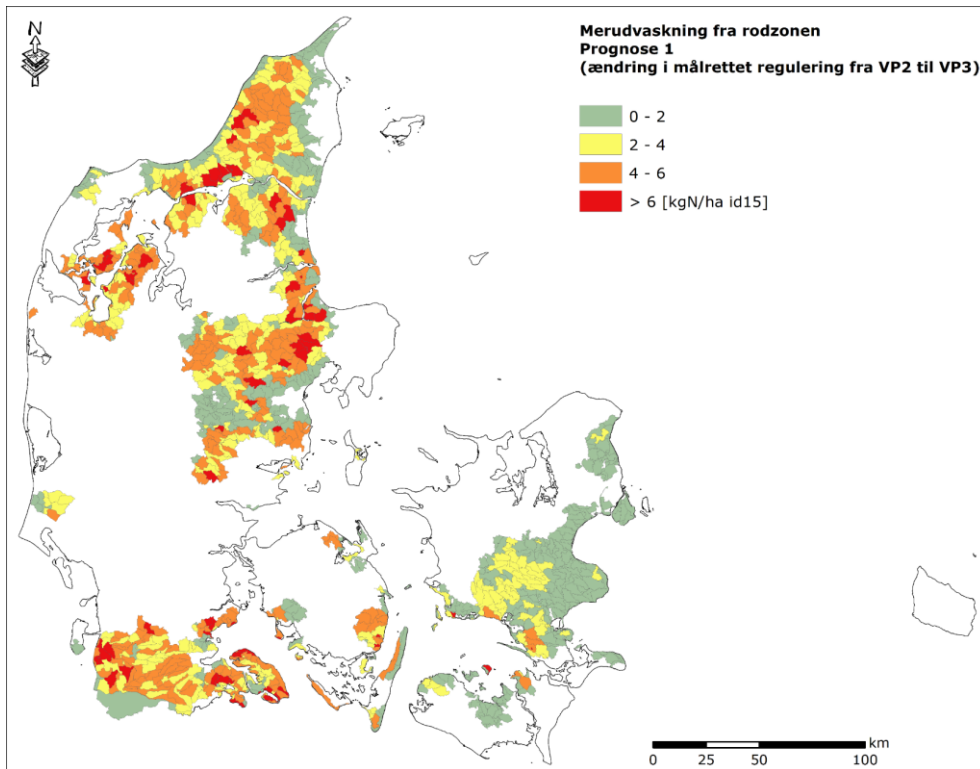 N
Merudvaskning fra rodzonen
Prognose 1
(ændring i målrettet regulering fra VP2 til VP3)
0 - 2
2 - 4
4 - 6
> 6 [kgN/ha id15]
km
0 25 50 100